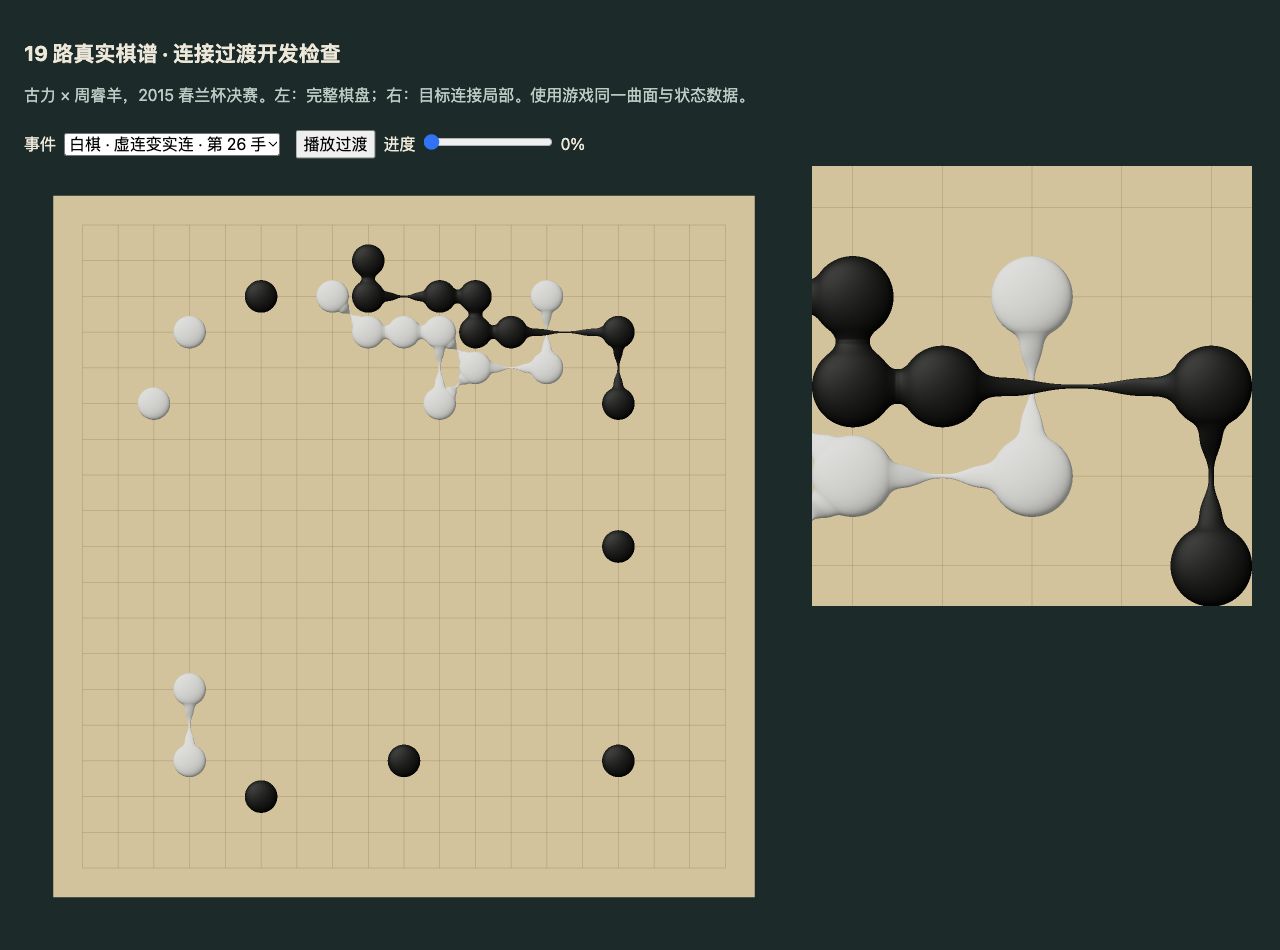 19 路真实棋谱 · 连接过渡开发检查
古力 × 周睿羊，2015 春兰杯决赛。左：完整棋盘；右：目标连接局部。使用游戏同一曲面与状态数据。
事件 白棋 · 虚连变实连 · 第 26 手 播放过渡 进度 0%